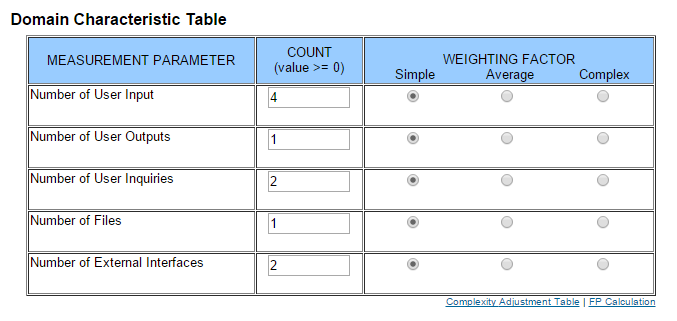 Domain Characteristic Table
MEASUREMENT PARAMETER
COUNT
(value >= 0)
WEIGHTING FACTOR
Simple Average Complex
Number of User Input 4
Number of User Outputs 1
Number of User Inquiries 2
Number of Files 1
Number of External Interfaces 2
Complexity Adjustment Table | FP Calculation